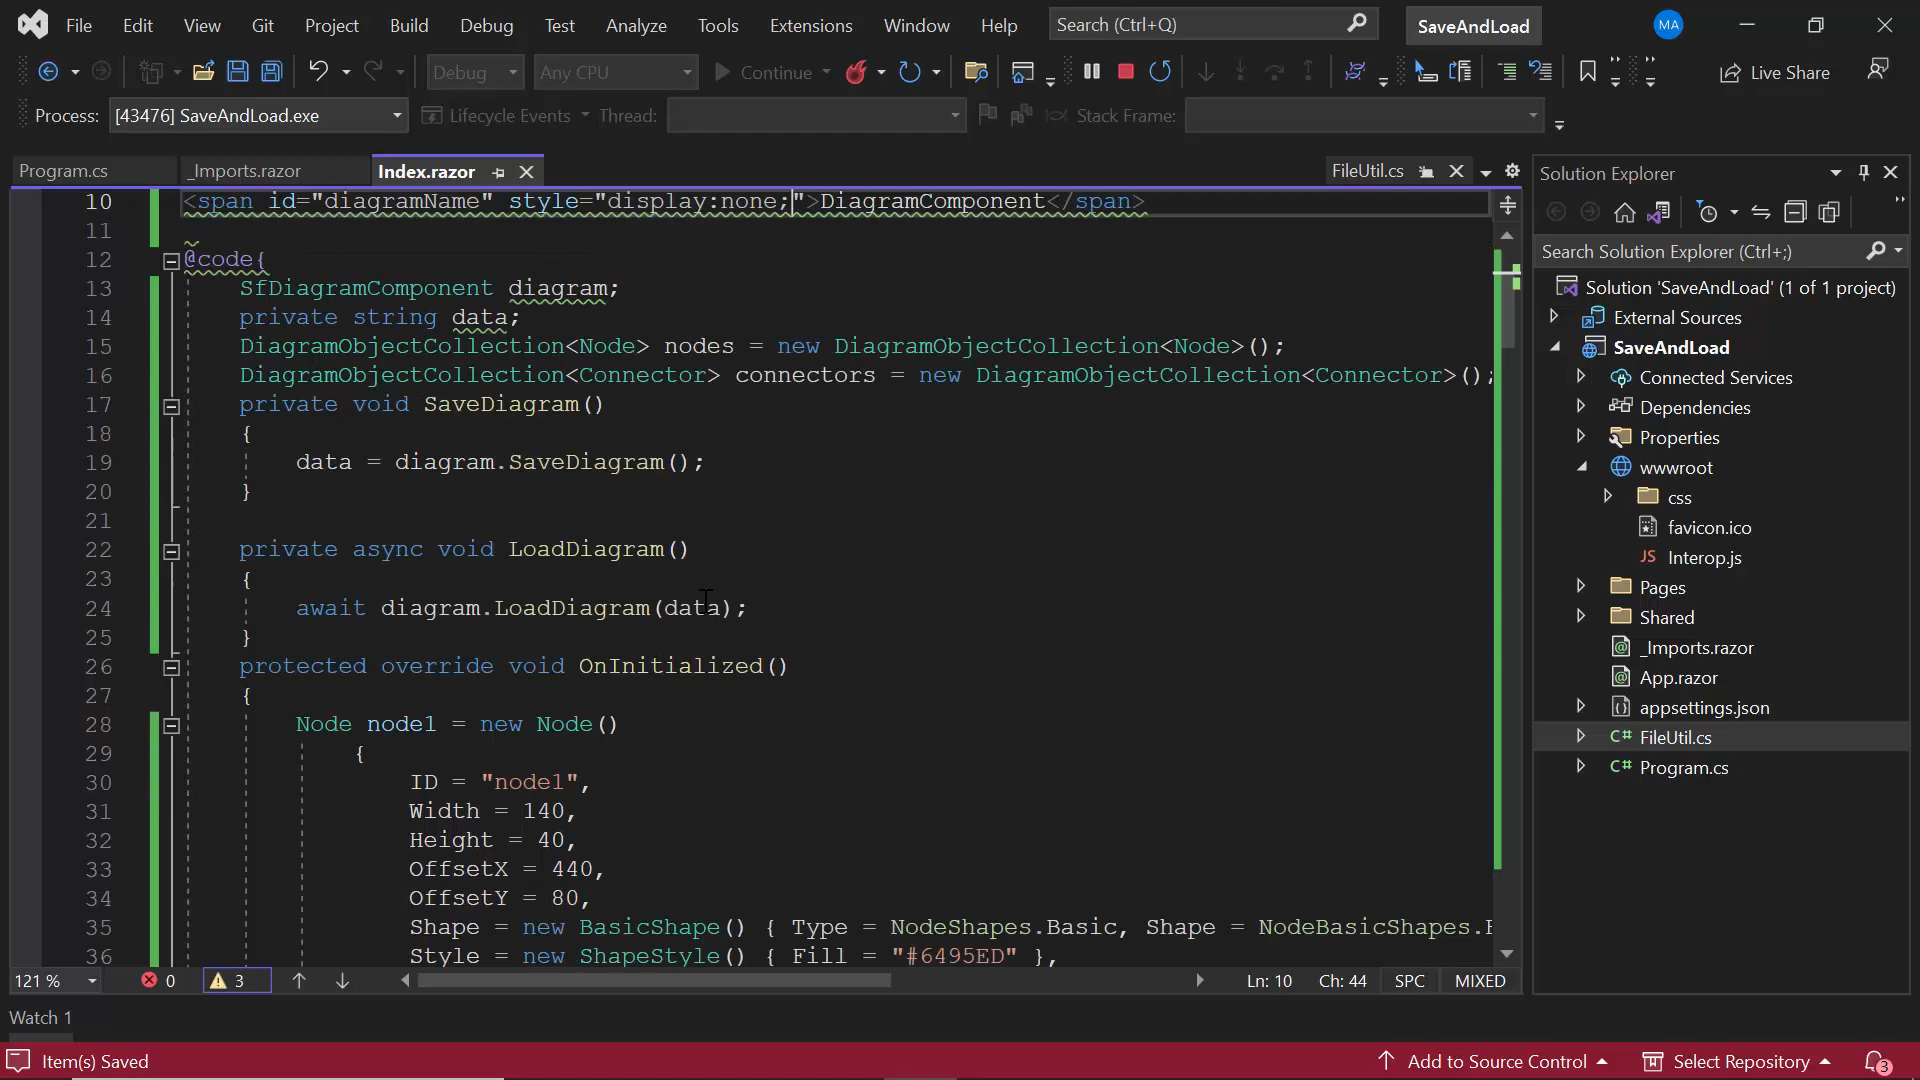 File Edit View Git Project Build Debug Test Analyze Tools Extensions Window Help Search (Ctrl+Q) SaveAndLoad MA
Debug Any CPU Continue Live Share
Process: [43476] SaveAndLoad.exe Lifecycle Events Thread: Stack Frame:
Program.cs _Imports.razor Index.razor FileUtil.cs
10 <span id="diagramName" style="display:none;">DiagramComponent</span>
11
12 @code{
13 SfDiagramComponent diagram;
14 private string data;
15 DiagramObjectCollection<Node> nodes = new DiagramObjectCollection<Node>();
16 DiagramObjectCollection<Connector> connectors = new DiagramObjectCollection<Connector>();
17 private void SaveDiagram()
18 {
19 data = diagram.SaveDiagram();
20 }
21
22 private async void LoadDiagram()
23 {
24 await diagram.LoadDiagram(data);
25 }
26 protected override void OnInitialized()
27 {
28 Node node1 = new Node()
29 {
30 ID = "node1",
31 Width = 140,
32 Height = 40,
33 OffsetX = 440,
34 OffsetY = 80,
35 Shape = new BasicShape() { Type = NodeShapes.Basic, Shape = NodeBasicShapes.
36 Style = new ShapeStyle() { Fill = "#6495ED" },
121 % 0 3 Ln: 10 Ch: 44 SPC MIXED
Solution Explorer
Search Solution Explorer (Ctrl+;)
Solution 'SaveAndLoad' (1 of 1 project)
External Sources
SaveAndLoad
Connected Services
Dependencies
Properties
wwwroot
css
favicon.ico
JS Interop.js
Pages
Shared
_Imports.razor
App.razor
appsettings.json
C# FileUtil.cs
C# Program.cs
Watch 1
Item(s) Saved Add to Source Control Select Repository 3